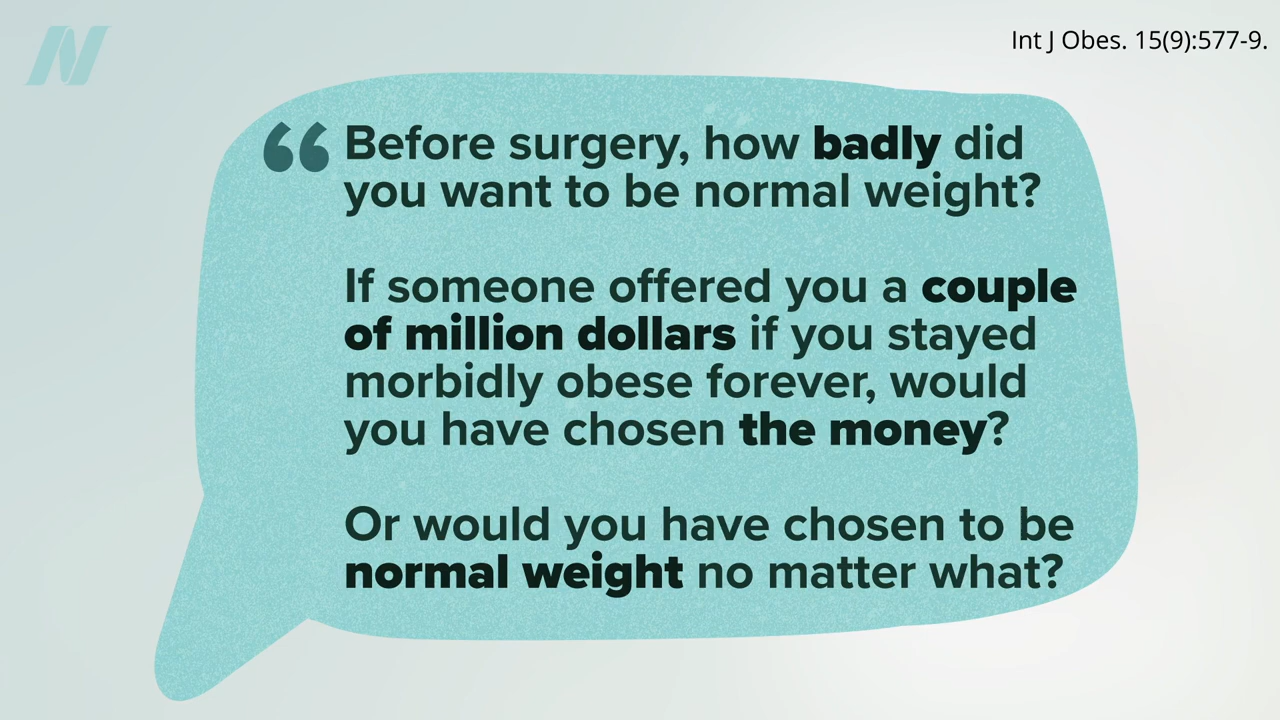 Int J Obes. 15(9):577-9.
“Before surgery, how badly did
you want to be normal weight?
If someone offered you a couple
of million dollars if you stayed
morbidly obese forever, would
you have chosen the money?
Or would you have chosen to be
normal weight no matter what?